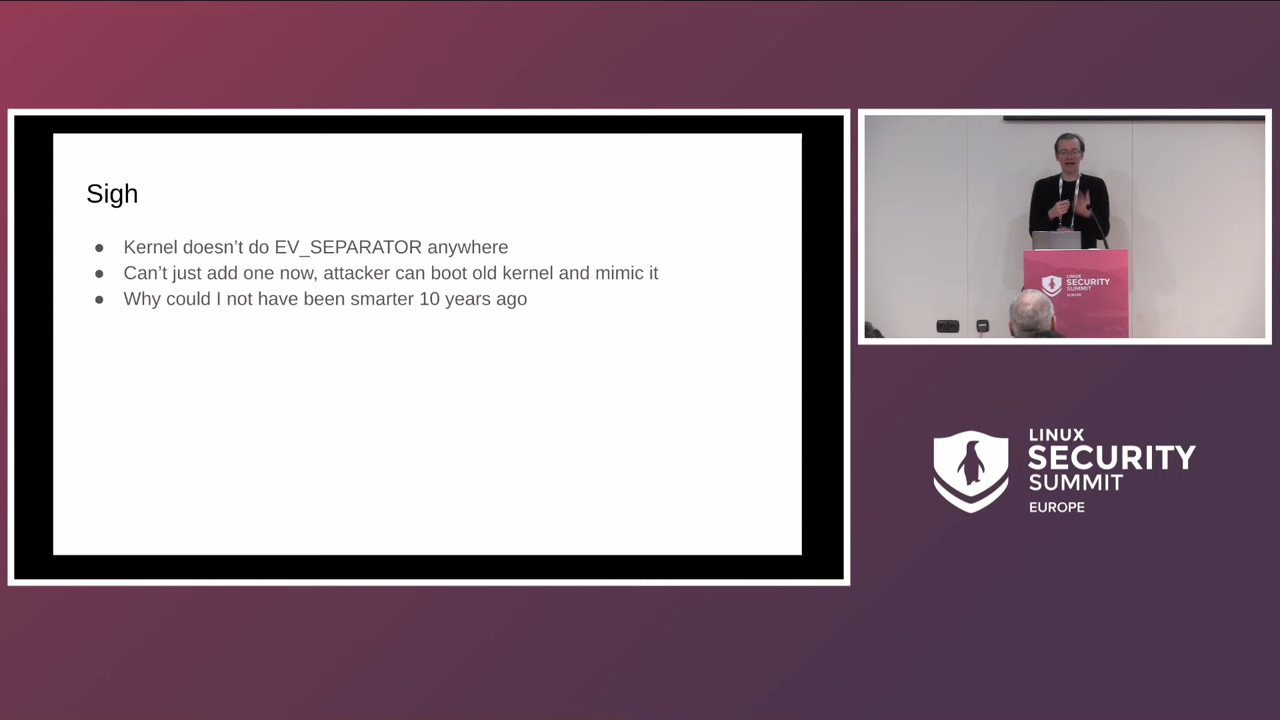 Sigh
● Kernel doesn't do EV_SEPARATOR anywhere
● Can't just add one now, attacker can boot old kernel and mimic it
● Why could I not have been smarter 10 years ago
LINUX
SECURITY
SUMMIT
EUROPE
LINUX
SECURITY
SUMMIT
EUROPE